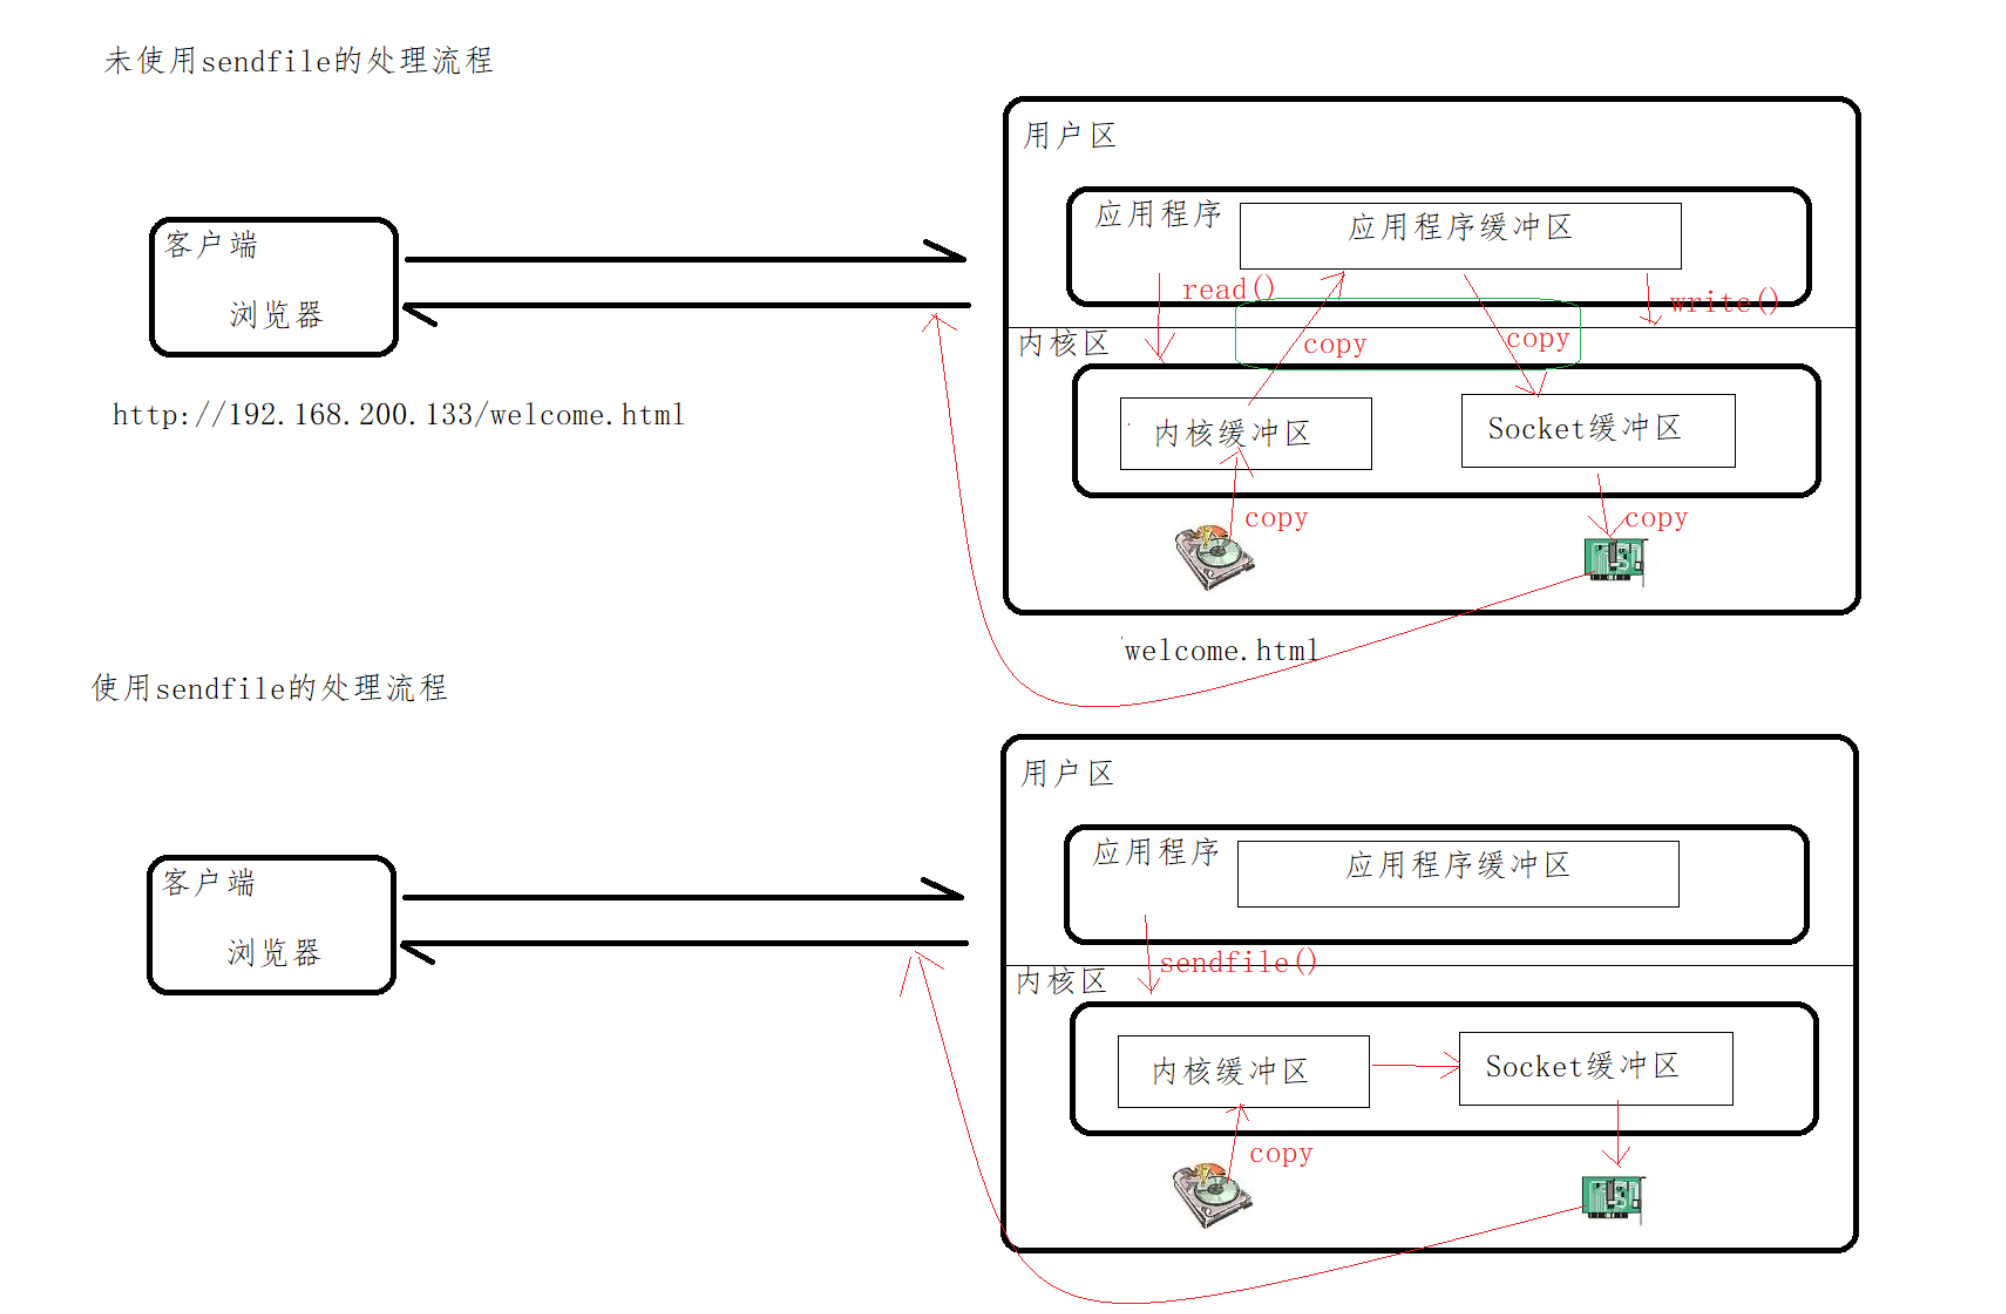 未使用sendfile的处理流程
用户区
应用程序
应用程序缓冲区
客户端
浏览器
read()
write()
内核区
copy
copy
http://192.168.200.133/welcome.html
内核缓冲区
Socket缓冲区
copy
copy
welcome.html
使用sendfile的处理流程
用户区
应用程序
应用程序缓冲区
客户端
浏览器
sendfile()
内核区
内核缓冲区
Socket缓冲区
copy